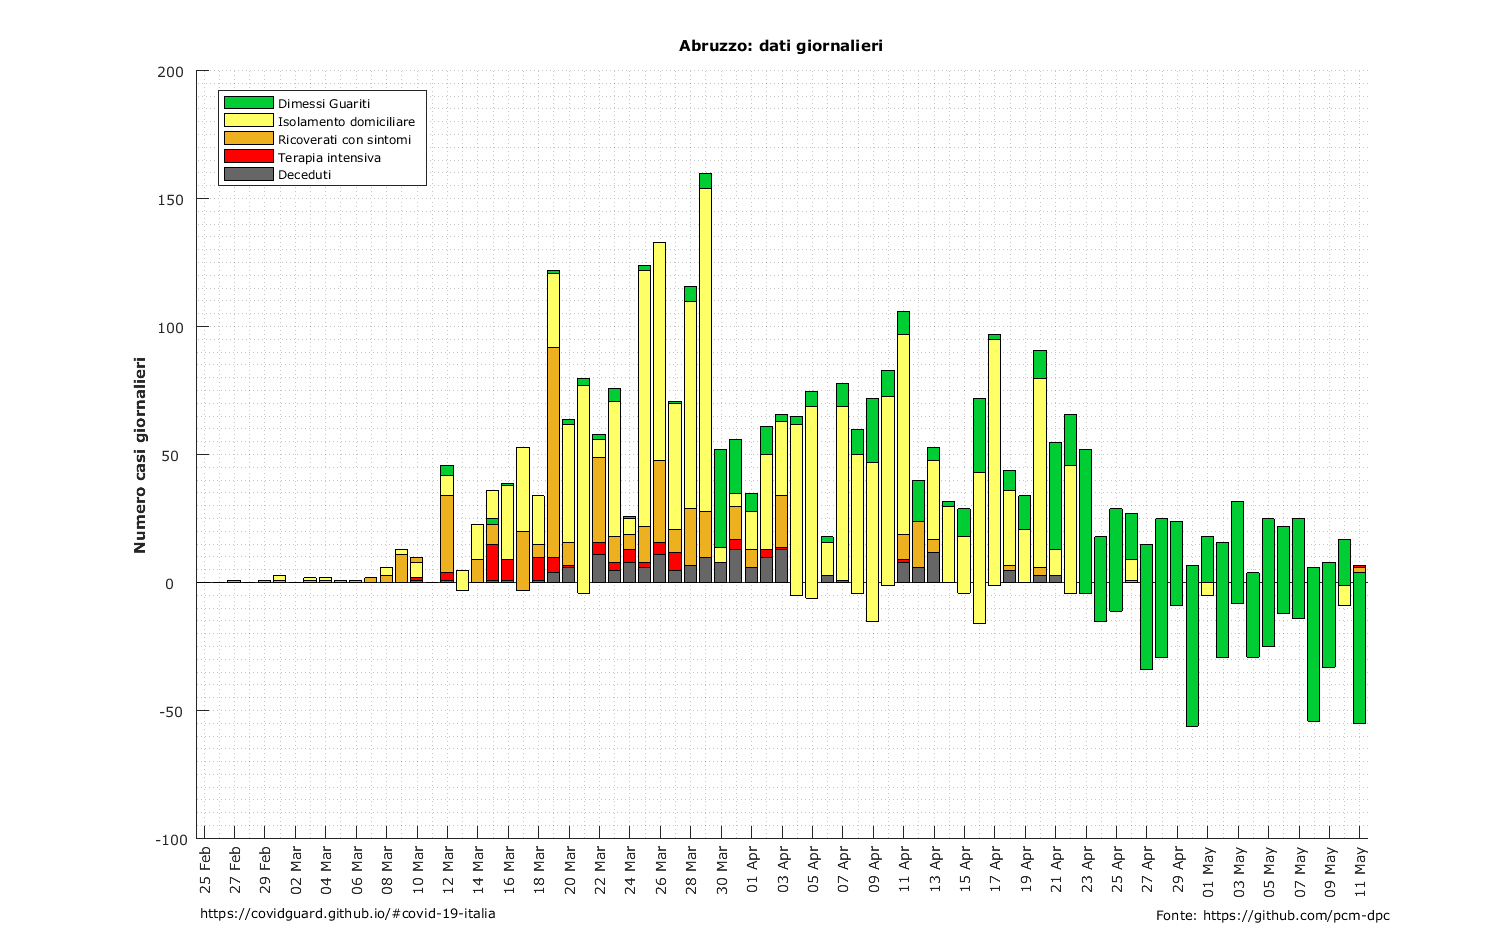 Abruzzo: dati giornalieri
200
150
100
50
0
-50
-100
Numero casi giornalieri
Dimessi Guariti
Isolamento domiciliare
Ricoverati con sintomi
Terapia intensiva
Deceduti
25 Feb
27 Feb
29 Feb
02 Mar
04 Mar
06 Mar
08 Mar
10 Mar
12 Mar
14 Mar
16 Mar
18 Mar
20 Mar
22 Mar
24 Mar
26 Mar
28 Mar
30 Mar
01 Apr
03 Apr
05 Apr
07 Apr
09 Apr
11 Apr
13 Apr
15 Apr
17 Apr
19 Apr
21 Apr
23 Apr
25 Apr
27 Apr
29 Apr
01 May
03 May
05 May
07 May
09 May
11 May
https://covidguard.github.io/#covid-19-italia
Fonte: https://github.com/pcm-dpc